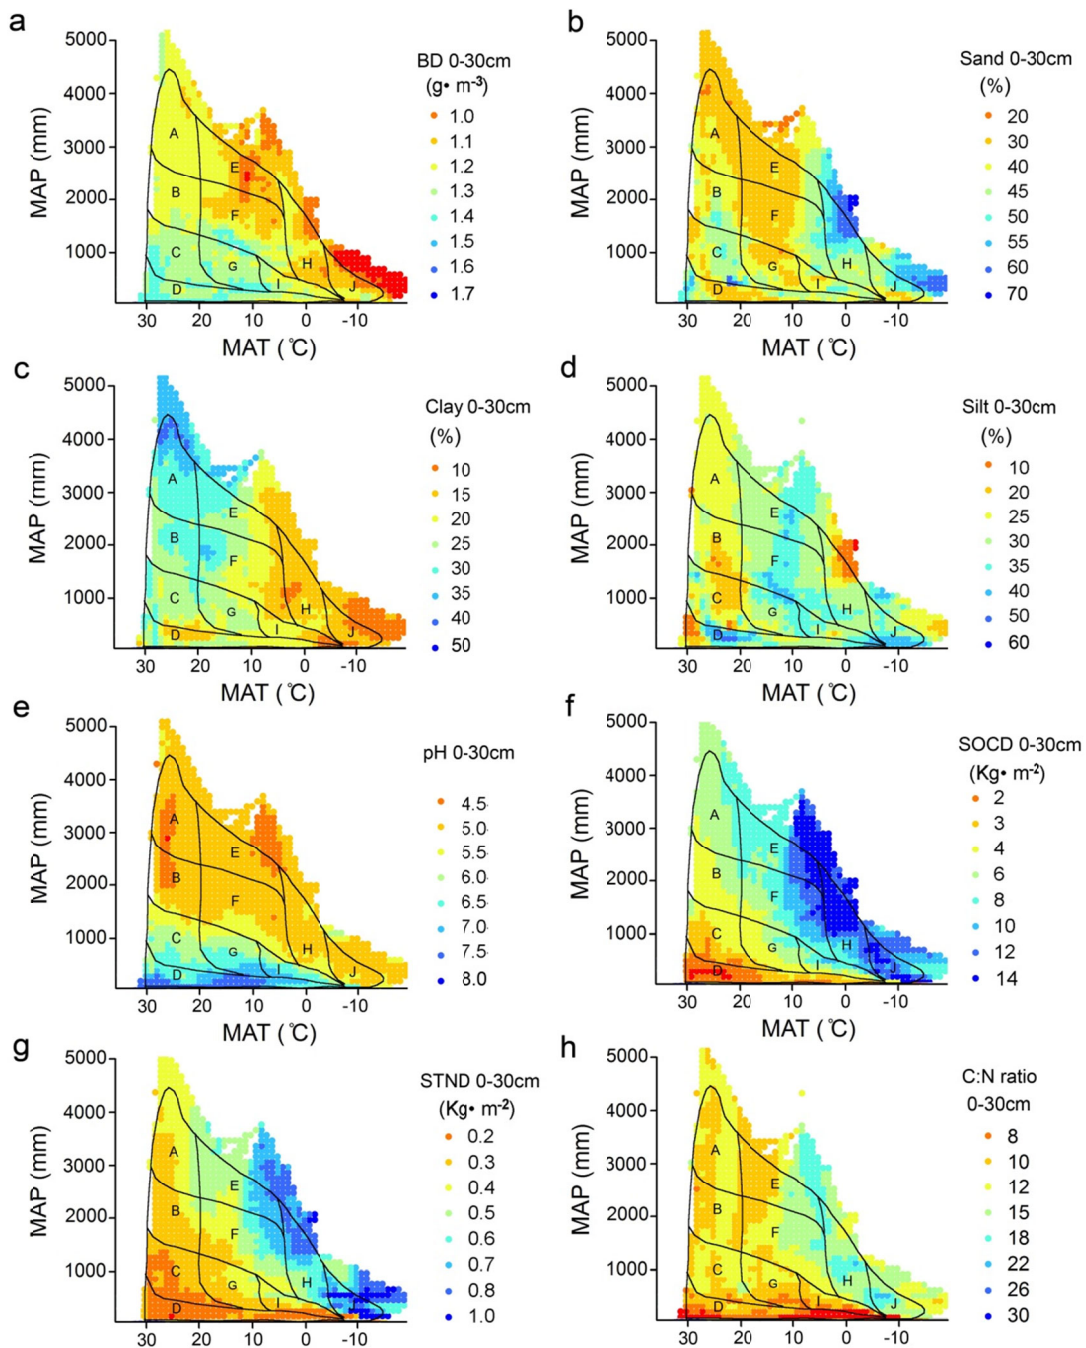 a
5000
4000
3000
2000
1000
MAP (mm)
30 20 10 0 -10
MAT (℃)
BD 0-30cm
(g• m-3)
1.0
1.1
1.2
1.3
1.4
1.5
1.6
1.7
A
B
C
D
E
F
G
H
I
J
b
5000
4000
3000
2000
1000
MAP (mm)
30 20 10 0 -10
MAT (℃)
Sand 0-30cm
(%)
20
30
40
45
50
55
60
70
A
B
C
D
E
F
G
H
I
J
c
5000
4000
3000
2000
1000
MAP (mm)
30 20 10 0 -10
MAT (℃)
Clay 0-30cm
(%)
10
15
20
25
30
35
40
50
A
B
C
D
E
F
G
H
I
J
d
5000
4000
3000
2000
1000
MAP (mm)
30 20 10 0 -10
MAT (℃)
Silt 0-30cm
(%)
10
20
25
30
35
40
50
60
A
B
C
D
E
F
G
H
I
J
e
5000
4000
3000
2000
1000
MAP (mm)
30 20 10 0 -10
MAT (℃)
pH 0-30cm
4.5
5.0
5.5
6.0
6.5
7.0
7.5
8.0
A
B
C
D
E
F
G
H
I
J
f
5000
4000
3000
2000
1000
MAP (mm)
30 20 10 0 -10
MAT (℃)
SOCD 0-30cm
(Kg• m-2)
2
3
4
6
8
10
12
14
A
B
C
D
E
F
G
H
I
J
g
5000
4000
3000
2000
1000
MAP (mm)
30 20 10 0 -10
MAT (℃)
STND 0-30cm
(Kg• m-2)
0.2
0.3
0.4
0.5
0.6
0.7
0.8
1.0
A
B
C
D
E
F
G
H
I
J
h
5000
4000
3000
2000
1000
MAP (mm)
30 20 10 0 -10
MAT (℃)
C:N ratio
0-30cm
8
10
12
15
18
22
26
30
A
B
C
D
E
F
G
H
I
J